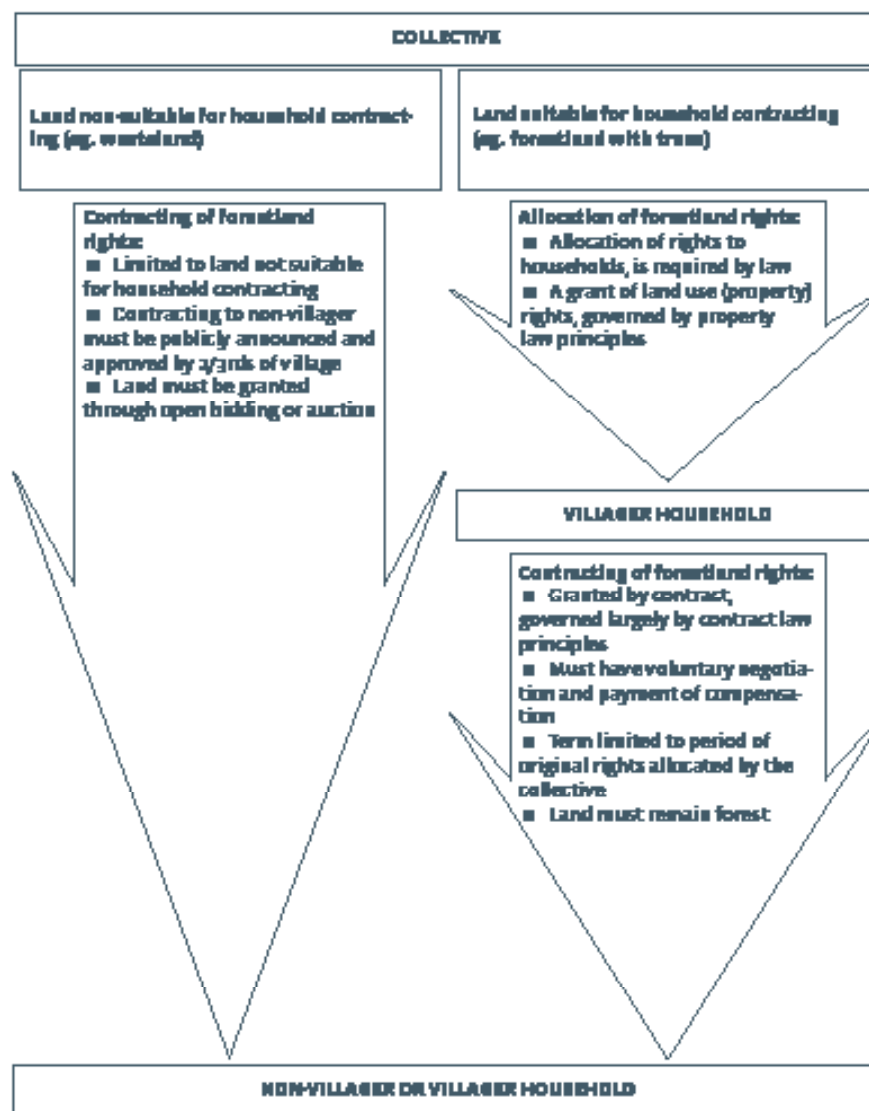 COLLECTIVE
Land non-suitable for household contract-
ing (eg. wasteland)
Land suitable for household contracting
(eg. forestland with trees)
Contracting of forestland
rights:
■ Limited to land not suitable
for household contracting
■ Contracting to non-villager
must be publicly announced and
approved by 2/3rds of village
■ Land must be granted
through open bidding or auction
Allocation of forestland rights:
■ Allocation of rights to
households, is required by law
■ A grant of land use (property)
rights, governed by property
law principles
VILLAGER HOUSEHOLD
Contracting of forestland rights:
■ Granted by contract,
governed largely by contract law
principles
■ Must have voluntary negotia-
tion and payment of compensa-
tion
■ Term limited to period of
original rights allocated by the
collective
■ Land must remain forest
NON-VILLAGER OR VILLAGER HOUSEHOLD